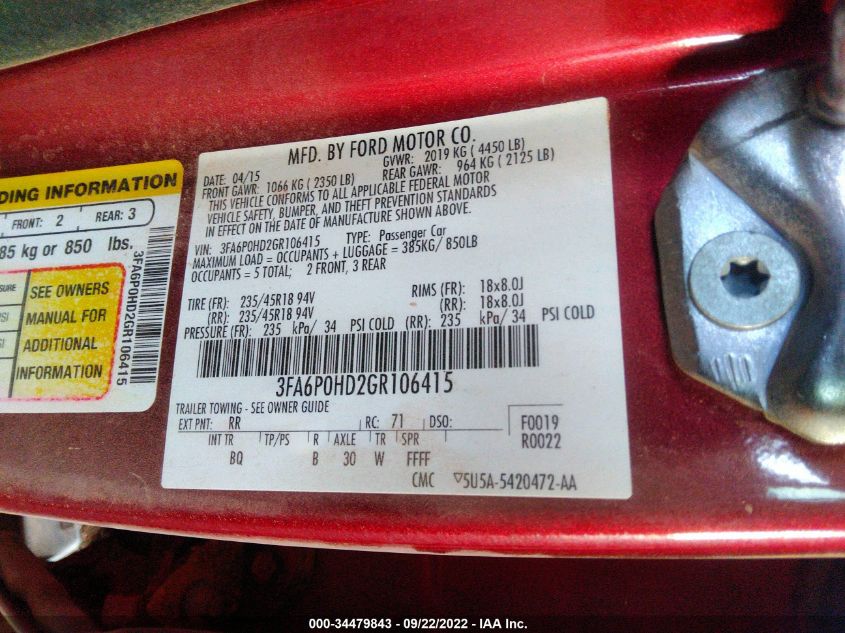 DING INFORMATION
FRONT: 2 REAR: 3
85 kg or 850 lbs.
SEE OWNERS
MANUAL FOR
ADDITIONAL
INFORMATION
3FA6P0HD2GR106415
MFD. BY FORD MOTOR CO.
DATE: 04/15 GVWR: 2019 KG ( 4450 LB)
FRONT GAWR: 1066 KG ( 2350 LB) REAR GAWR: 964 KG ( 2125 LB)
THIS VEHICLE CONFORMS TO ALL APPLICABLE FEDERAL MOTOR
VEHICLE SAFETY, BUMPER, AND THEFT PREVENTION STANDARDS
IN EFFECT ON THE DATE OF MANUFACTURE SHOWN ABOVE.
VIN: 3FA6P0HD2GR106415 TYPE: Passenger Car
MAXIMUM LOAD = OCCUPANTS + LUGGAGE = 385KG/ 850LB
OCCUPANTS = 5 TOTAL: 2 FRONT, 3 REAR
TIRE (FR): 235/45R18 94V RIMS (FR): 18x8.0J
(RR): 235/45R18 94V (RR): 18x8.0J
PRESSURE (FR): 235 kPa/ 34 PSI COLD (RR): 235 kPa/ 34 PSI COLD
3FA6P0HD2GR106415
TRAILER TOWING - SEE OWNER GUIDE
EXT PNT: RR RC: 71 DSO: F0019
R0022
INT TR TP/PS R AXLE TR SPR
BQ B 30 W FFFF
CMC ▽5U5A-5420472-AA
000-34479843 - 09/22/2022 - IAA Inc.